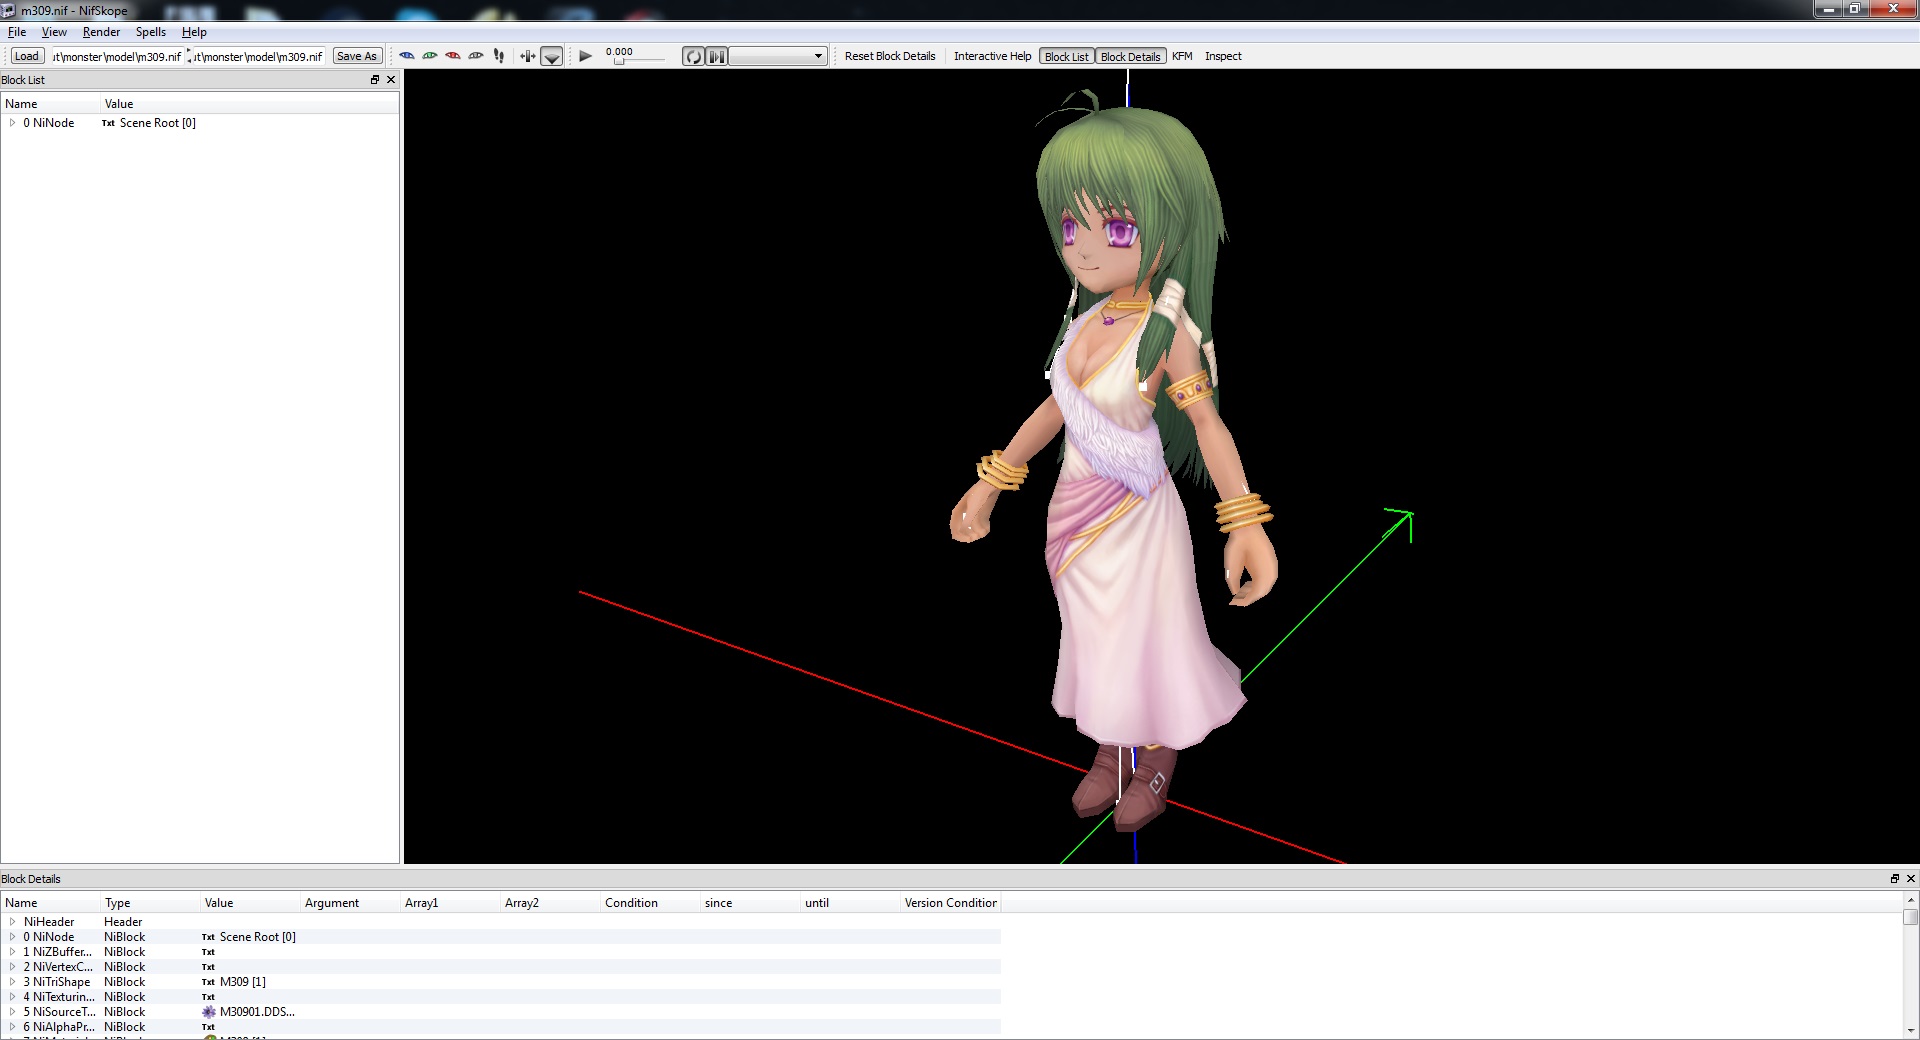 m309.nif - NifSkope
File View Render Spells Help
Load ut\monster\model\m309.nif ut\monster\model\m309.nif Save As 0.000 Reset Block Details Interactive Help Block List Block Details KFM Inspect
Block List
Name Value
0 NiNode Txt Scene Root [0]
Block Details
Name Type Value Argument Array1 Array2 Condition since until Version Condition
NiHeader Header
0 NiNode NiBlock Txt Scene Root [0]
1 NiZBuffer... NiBlock Txt
2 NiVertexC... NiBlock Txt
3 NiTriShape NiBlock Txt M309 [1]
4 NiTexturin... NiBlock Txt
5 NiSourceT... NiBlock M30901.DDS...
6 NiAlphaPr... NiBlock Txt